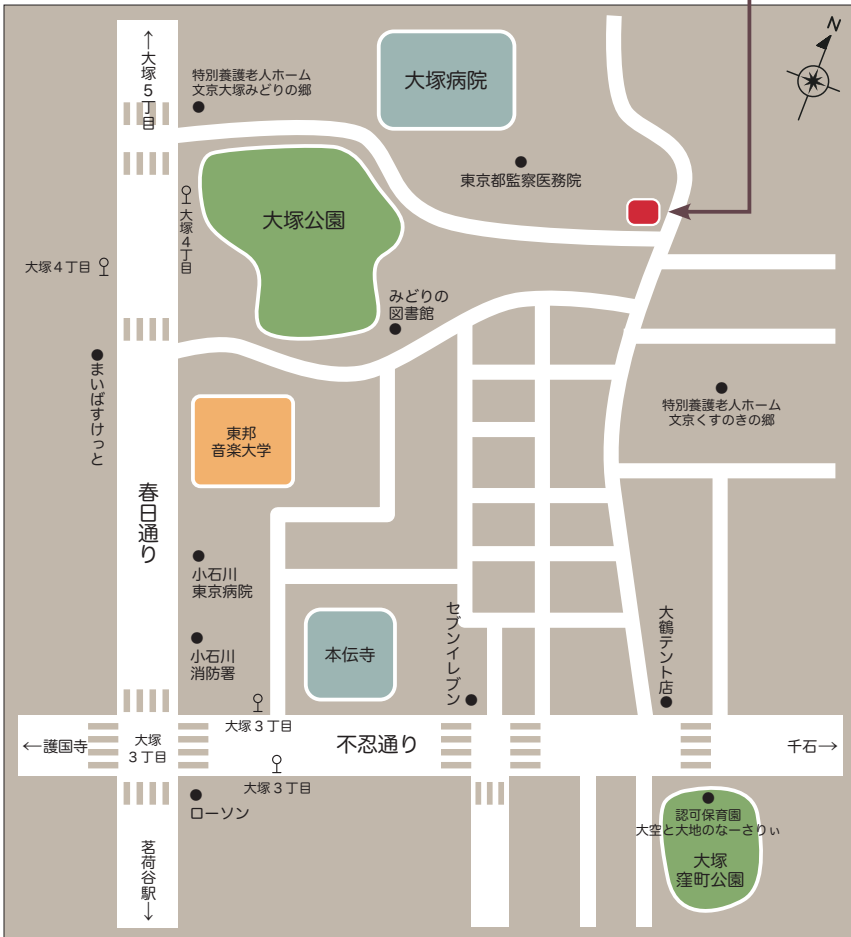 N
↑大塚5丁目
特別養護老人ホーム
文京大塚みどりの郷
大塚病院
東京都監察医務院
大塚公園
大塚4丁目
大塚4丁目
みどりの
図書館
まいばすけっと
特別養護老人ホーム
文京くすのきの郷
東邦
音楽大学
春日通り
小石川
東京病院
セブンイレブン
大鶴テント店
小石川
消防署
本伝寺
大塚3丁目
←護国寺
大塚
3丁目
不忍通り
千石→
大塚3丁目
ローソン
認可保育園
大空と大地のなーさりぃ
大塚
窪町公園
茗荷谷駅→